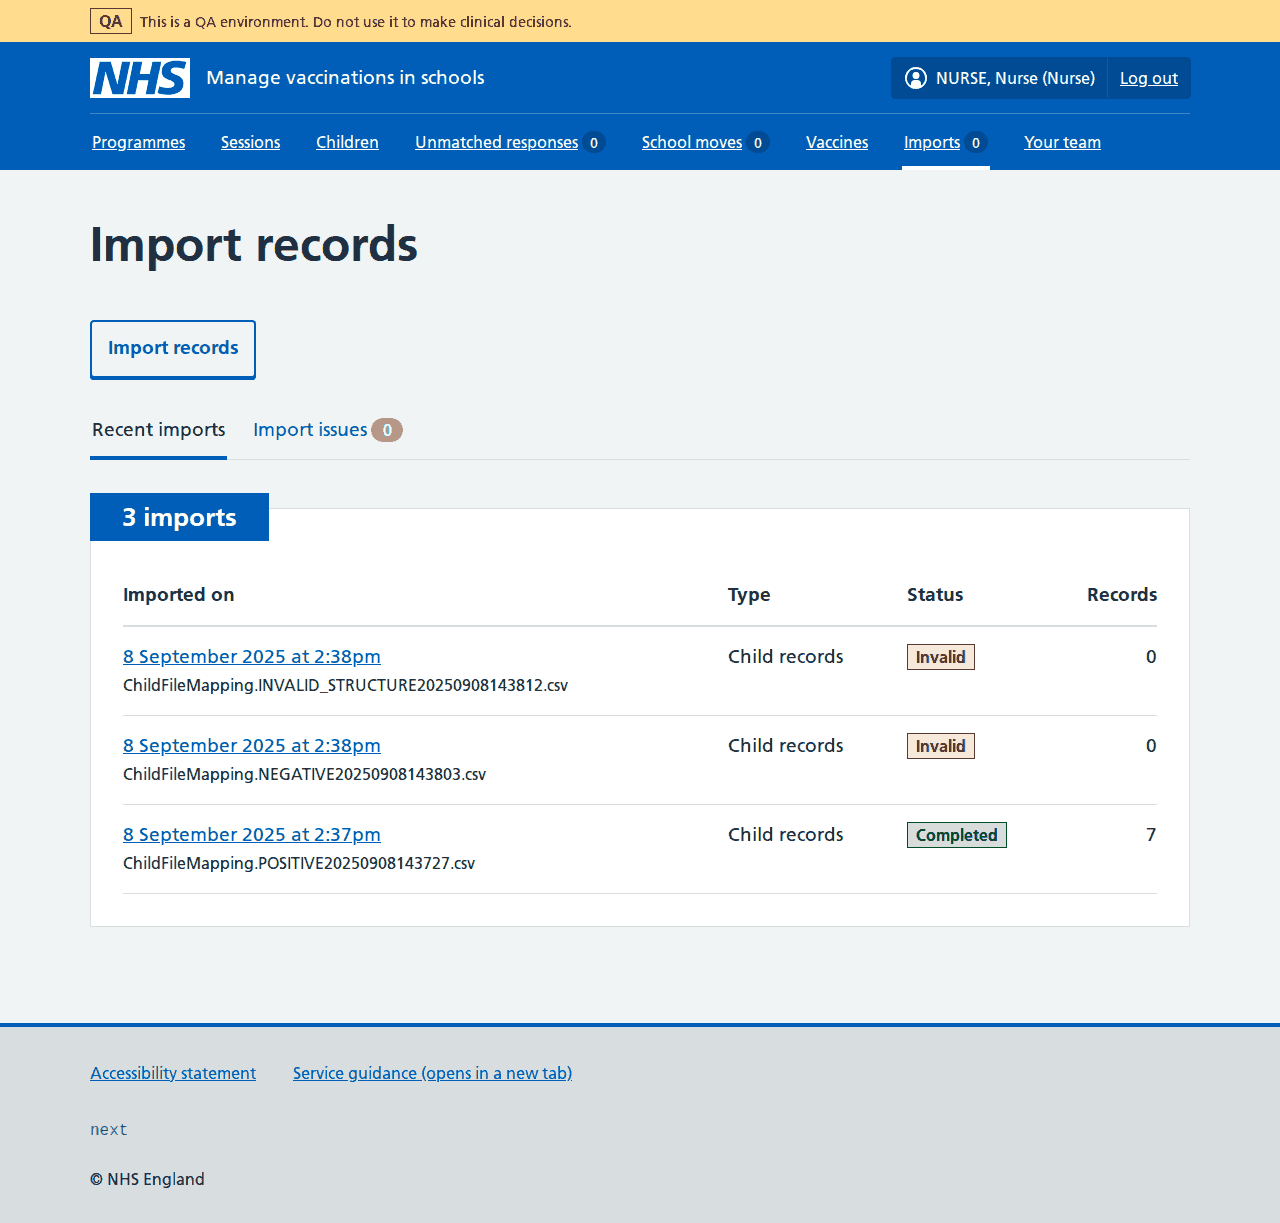 QA This is a QA environment. Do not use it to make clinical decisions.
NHS Manage vaccinations in schools NURSE, Nurse (Nurse) Log out
Programmes Sessions Children Unmatched responses 0 School moves 0 Vaccines Imports 0 Your team
Import records
Import records
Recent imports Import issues 0
3 imports
Imported on Type Status Records
8 September 2025 at 2:38pm Child records Invalid 0
ChildFileMapping.INVALID_STRUCTURE20250908143812.csv
8 September 2025 at 2:38pm Child records Invalid 0
ChildFileMapping.NEGATIVE20250908143803.csv
8 September 2025 at 2:37pm Child records Completed 7
ChildFileMapping.POSITIVE20250908143727.csv
Accessibility statement Service guidance (opens in a new tab)
next
© NHS England